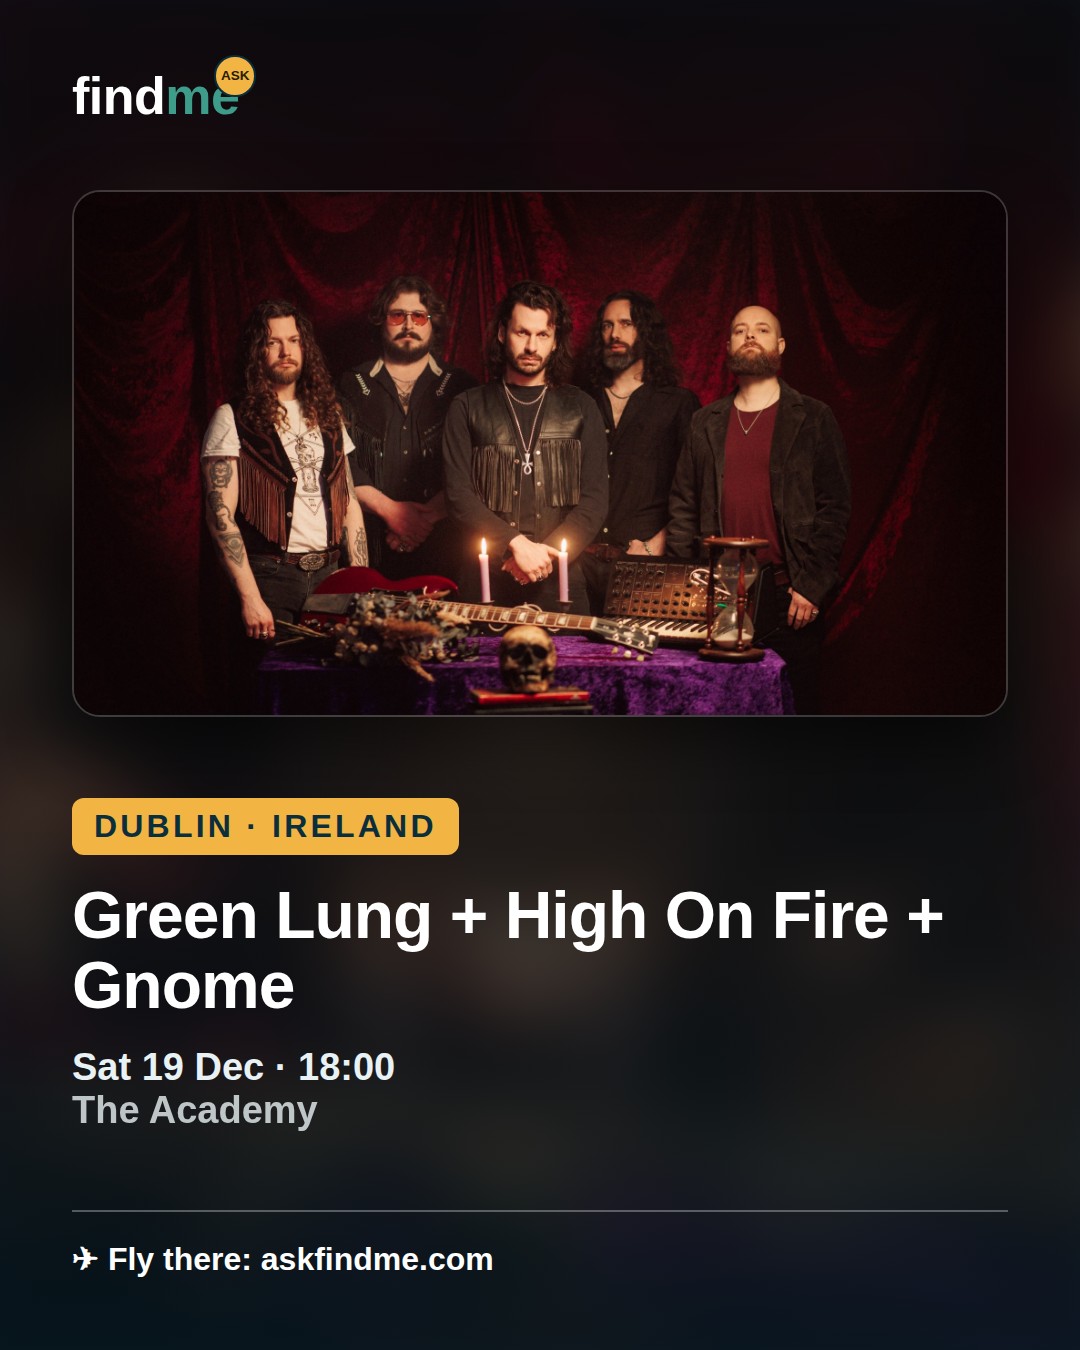 findme
ASK
DUBLIN · IRELAND
Green Lung + High On Fire +
Gnome
Sat 19 Dec · 18:00
The Academy
✈ Fly there: askfindme.com